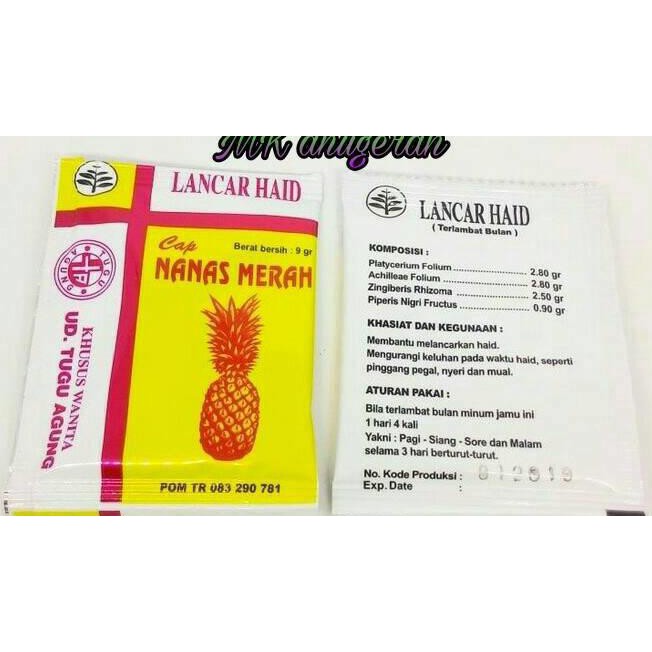 MK anugerah
LANCAR HAID
Cap
Berat bersih : 9 gr
NANAS MERAH
TUGU AGUNG
KHUSUS WANITA
UD. TUGU AGUNG
POM TR 083 290 781
LANCAR HAID
( Terlambat Bulan )
KOMPOSISI :
Platycerium Folium ........................ 2.80 gr
Achilleae Folium ............................ 2.80 gr
Zingiberis Rhizoma ........................ 2.50 gr
Piperis Nigri Fructus ...................... 0.90 gr
KHASIAT DAN KEGUNAAN :
Membantu melancarkan haid.
Mengurangi keluhan pada waktu haid, seperti
pinggang pegal, nyeri dan mual.
ATURAN PAKAI :
Bila terlambat bulan minum jamu ini
1 hari 4 kali
Yakni : Pagi - Siang - Sore dan Malam
selama 3 hari berturut-turut.
No. Kode Produksi : 012619
Exp. Date :